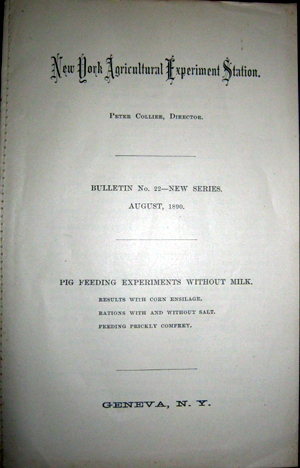 New York Agricultural Experiment Station.
Peter Collier, Director.
BULLETIN No. 22—NEW SERIES.
AUGUST, 1890.
PIG FEEDING EXPERIMENTS WITHOUT MILK.
RESULTS WITH CORN ENSILAGE.
RATIONS WITH AND WITHOUT SALT.
FEEDING PRICKLY COMFREY.
GENEVA, N. Y.